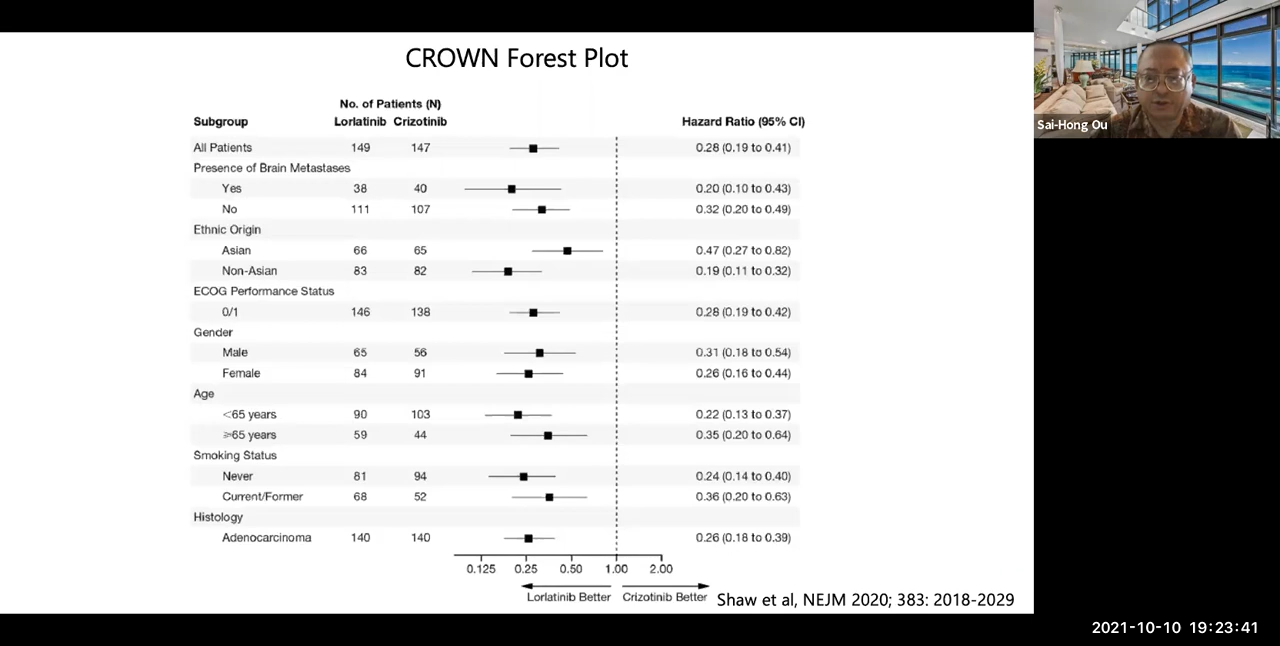 CROWN Forest Plot
No. of Patients (N)
Subgroup Lorlatinib Crizotinib Hazard Ratio (95% CI)
All Patients 149 147 0.28 (0.19 to 0.41)
Presence of Brain Metastases
Yes 38 40 0.20 (0.10 to 0.43)
No 111 107 0.32 (0.20 to 0.49)
Ethnic Origin
Asian 66 65 0.47 (0.27 to 0.82)
Non-Asian 83 82 0.19 (0.11 to 0.32)
ECOG Performance Status
0/1 146 138 0.28 (0.19 to 0.42)
Gender
Male 65 56 0.31 (0.18 to 0.54)
Female 84 91 0.26 (0.16 to 0.44)
Age
<65 years 90 103 0.22 (0.13 to 0.37)
≥65 years 59 44 0.35 (0.20 to 0.64)
Smoking Status
Never 81 94 0.24 (0.14 to 0.40)
Current/Former 68 52 0.36 (0.20 to 0.63)
Histology
Adenocarcinoma 140 140 0.26 (0.18 to 0.39)
0.125 0.25 0.50 1.00 2.00
Lorlatinib Better Crizotinib Better
Shaw et al, NEJM 2020; 383: 2018-2029
Sai-Hong Ou
2021-10-10 19:23:41